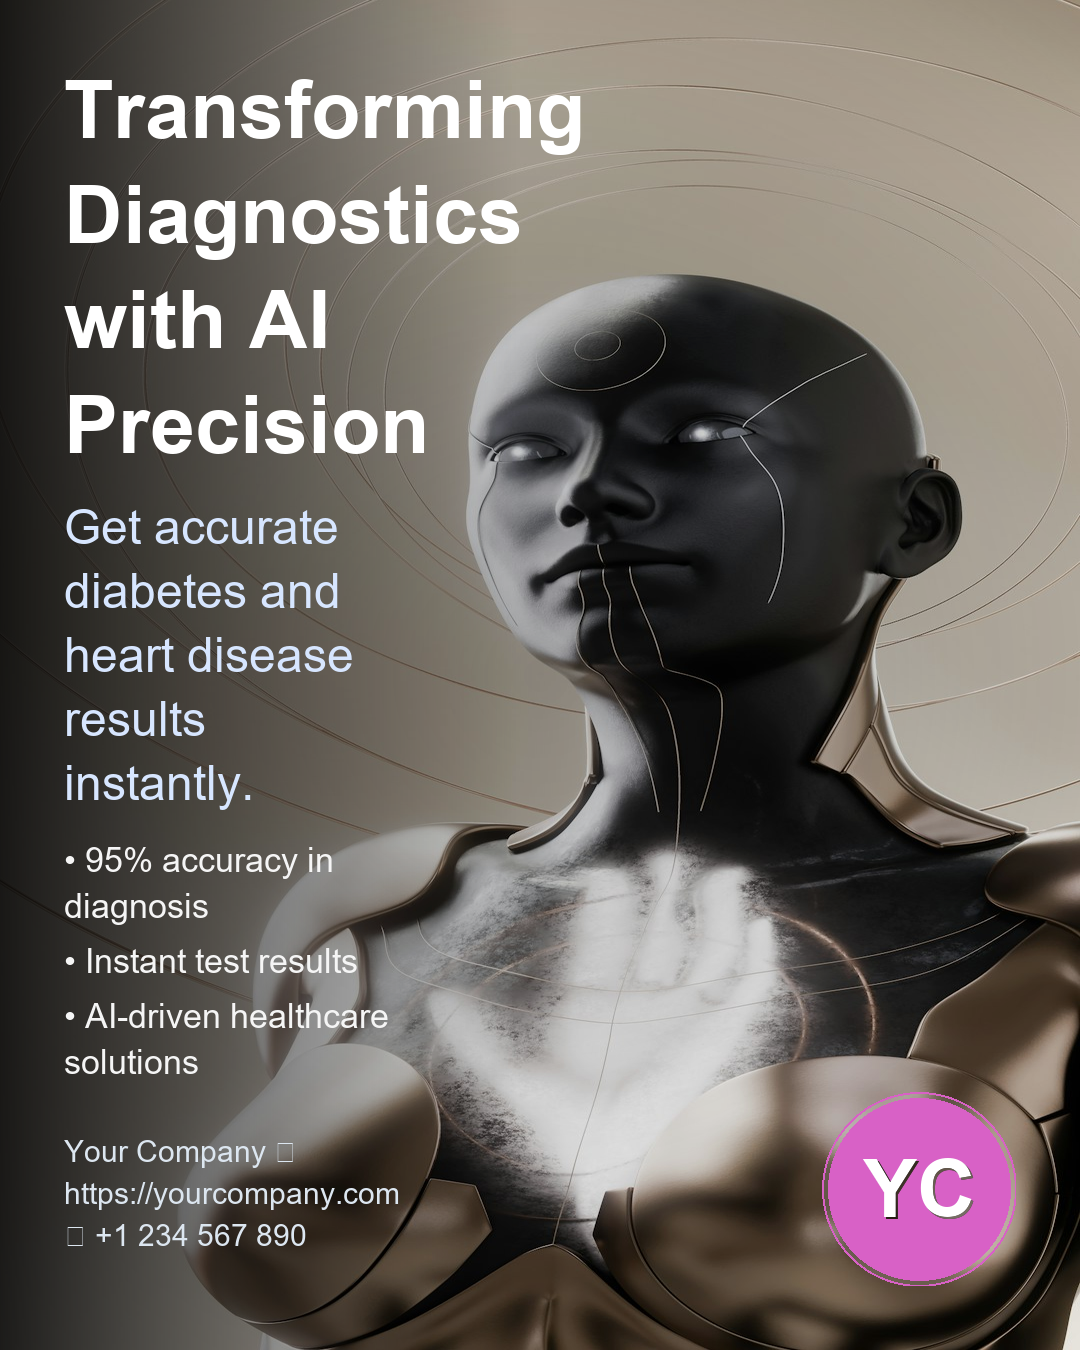 Transforming
Diagnostics
with AI
Precision
Get accurate
diabetes and
heart disease
results
instantly.
• 95% accuracy in
diagnosis
• Instant test results
• AI-driven healthcare
solutions
Your Company □
https://yourcompany.com
□ +1 234 567 890
YC